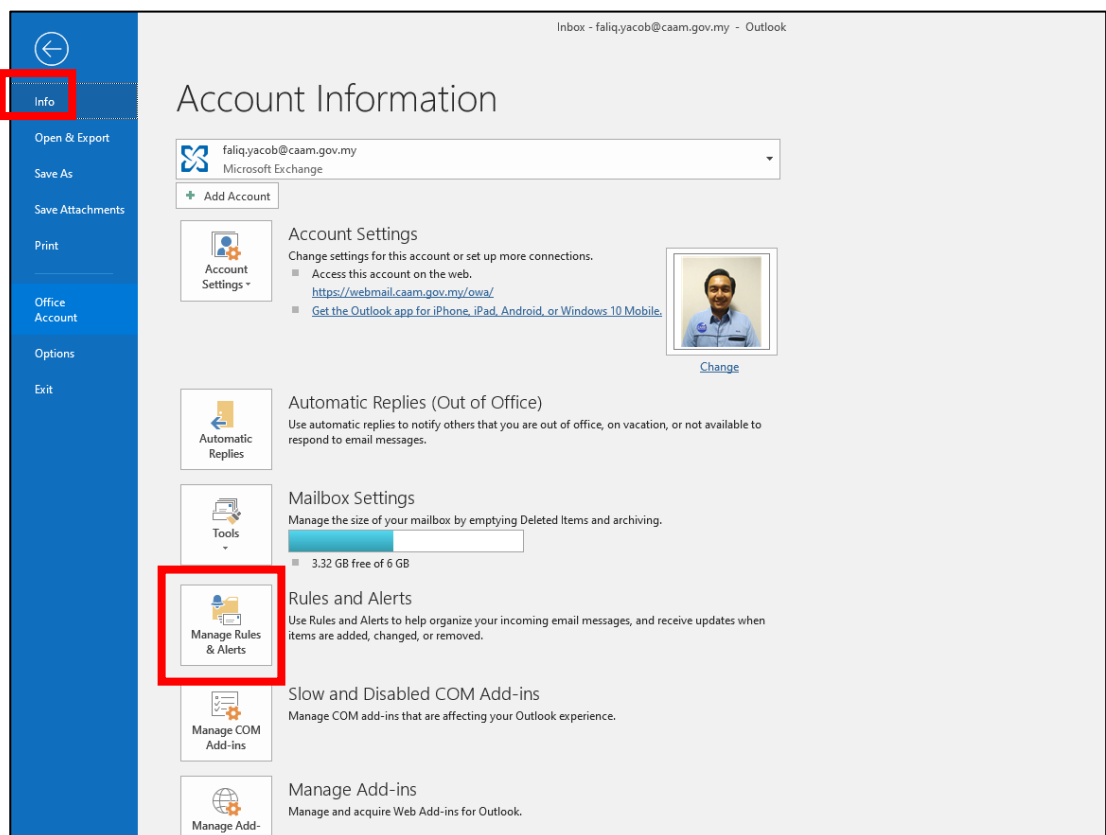 Inbox - faliq.yacob@caam.gov.my - Outlook
Info
Open & Export
Save As
Save Attachments
Print
Office
Account
Options
Exit
Account Information
faliq.yacob@caam.gov.my
Microsoft Exchange
Add Account
Account
Settings
Account Settings
Change settings for this account or set up more connections.
Access this account on the web.
https://webmail.caam.gov.my/owa/
Get the Outlook app for iPhone, iPad, Android, or Windows 10 Mobile.
Change
Automatic
Replies
Automatic Replies (Out of Office)
Use automatic replies to notify others that you are out of office, on vacation, or not available to
respond to email messages.
Tools
Mailbox Settings
Manage the size of your mailbox by emptying Deleted Items and archiving.
3.32 GB free of 6 GB
Manage Rules
& Alerts
Rules and Alerts
Use Rules and Alerts to help organize your incoming email messages, and receive updates when
items are added, changed, or removed.
Manage COM
Add-ins
Slow and Disabled COM Add-ins
Manage COM add-ins that are affecting your Outlook experience.
Manage Add-
Manage Add-ins
Manage and acquire Web Add-ins for Outlook.